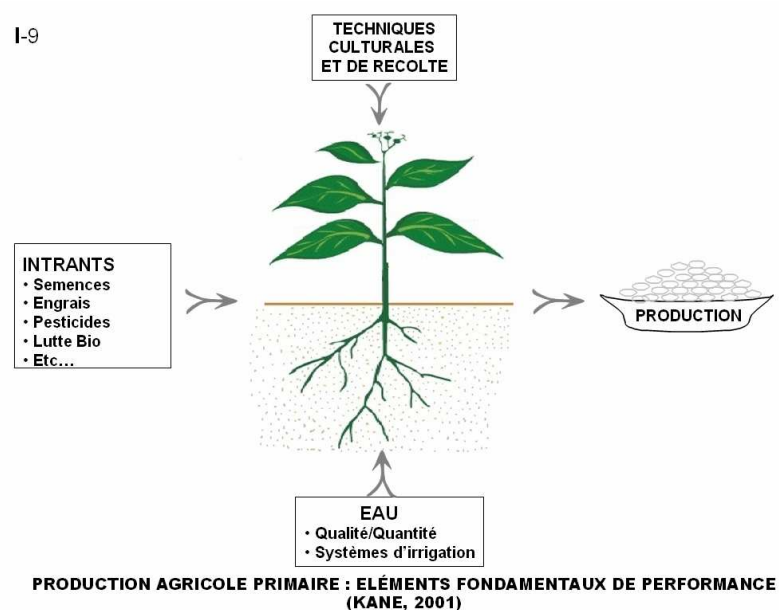 I-9
TECHNIQUES
CULTURALES
ET DE RECOLTE
INTRANTS
• Semences
• Engrais
• Pesticides
• Lutte Bio
• Etc...
PRODUCTION
EAU
• Qualité/Quantité
• Systèmes d'irrigation
PRODUCTION AGRICOLE PRIMAIRE : ELÉMENTS FONDAMENTAUX DE PERFORMANCE
(KANE, 2001)